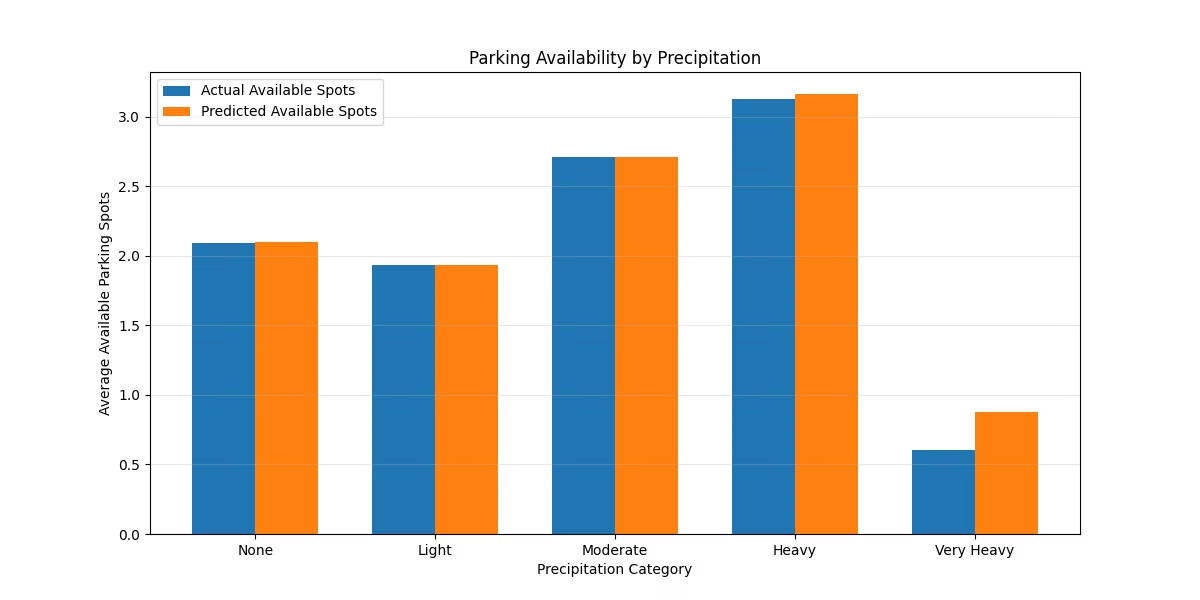 Parking Availability by Precipitation
Actual Available Spots
Predicted Available Spots
Average Available Parking Spots
3.0
2.5
2.0
1.5
1.0
0.5
0.0
None Light Moderate Heavy Very Heavy
Precipitation Category